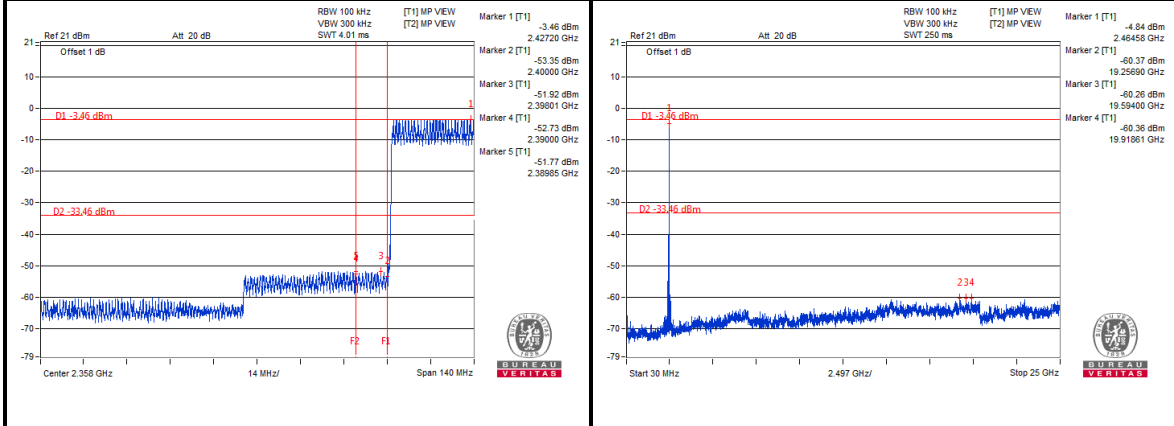 RBW 100 kHz [T1] MP VIEW
VBW 300 kHz [T2] MP VIEW
Ref 21 dBm Att 20 dB SWT 4.01 ms
Offset 1 dB
21
10
0
-10
-20
-30
-40
-50
-60
-70
-79
D1 -3.46 dBm
D2 -33.46 dBm
1
3
F2 F1
Center 2.358 GHz 14 MHz/ Span 140 MHz
Marker 1 [T1]
-3.46 dBm
2.42720 GHz
Marker 2 [T1]
-53.35 dBm
2.40000 GHz
Marker 3 [T1]
-51.92 dBm
2.39801 GHz
Marker 4 [T1]
-52.73 dBm
2.39000 GHz
Marker 5 [T1]
-51.77 dBm
2.38985 GHz
BUREAU VERITAS
1828
BUREAU
VERITAS
RBW 100 kHz [T1] MP VIEW
VBW 300 kHz [T2] MP VIEW
Ref 21 dBm Att 20 dB SWT 250 ms
Offset 1 dB
21
10
0
-10
-20
-30
-40
-50
-60
-70
-79
1
D1 -3.46 dBm
D2 -33.46 dBm
234
Start 30 MHz 2.497 GHz/ Stop 25 GHz
Marker 1 [T1]
-4.84 dBm
2.46458 GHz
Marker 2 [T1]
-60.37 dBm
19.25690 GHz
Marker 3 [T1]
-60.26 dBm
19.59400 GHz
Marker 4 [T1]
-60.36 dBm
19.91861 GHz
BUREAU VERITAS
1828
BUREAU
VERITAS